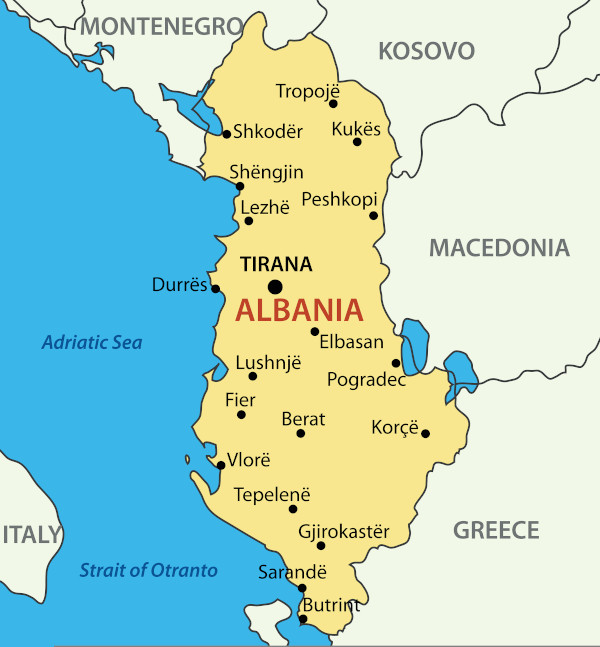 MONTENEGRO
KOSOVO
Tropojë
Shkodër
Kukës
Shëngjin
Lezhë
Peshkopi
MACEDONIA
TIRANA
Durrës
ALBANIA
Adriatic Sea
Elbasan
Lushnjë
Pogradec
Fier
Berat
Korçë
Vlorë
Tepelenë
ITALY
Gjirokastër
GREECE
Strait of Otranto
Sarandë
Butrint